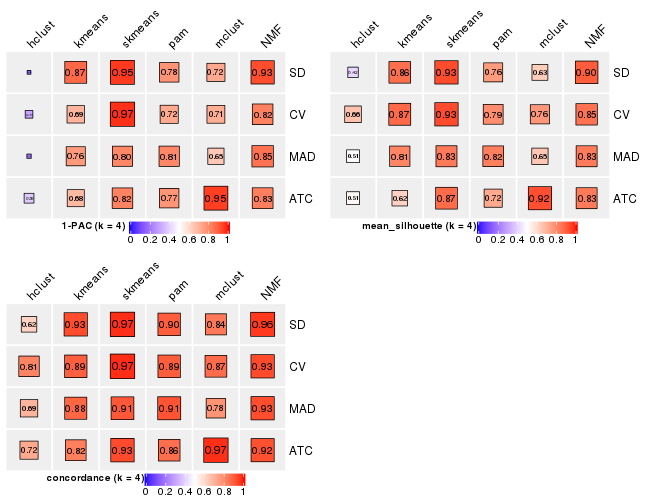 hclust kmeans skmeans pam mclust NMF
0.87 0.95 0.78 0.72 0.93 SD
0.69 0.97 0.72 0.71 0.82 CV
0.76 0.80 0.81 0.65 0.85 MAD
0.68 0.82 0.77 0.95 0.83 ATC
1-PAC (k = 4)
0 0.2 0.4 0.6 0.8 1
hclust kmeans skmeans pam mclust NMF
0.42 0.86 0.93 0.76 0.63 0.90 SD
0.66 0.87 0.93 0.79 0.76 0.85 CV
0.51 0.81 0.83 0.82 0.65 0.83 MAD
0.51 0.62 0.87 0.72 0.92 0.83 ATC
mean_silhouette (k = 4)
0 0.2 0.4 0.6 0.8 1
hclust kmeans skmeans pam mclust NMF
0.62 0.93 0.97 0.90 0.84 0.96 SD
0.81 0.89 0.97 0.89 0.87 0.93 CV
0.69 0.88 0.91 0.91 0.78 0.93 MAD
0.72 0.82 0.93 0.86 0.97 0.92 ATC
concordance (k = 4)
0 0.2 0.4 0.6 0.8 1